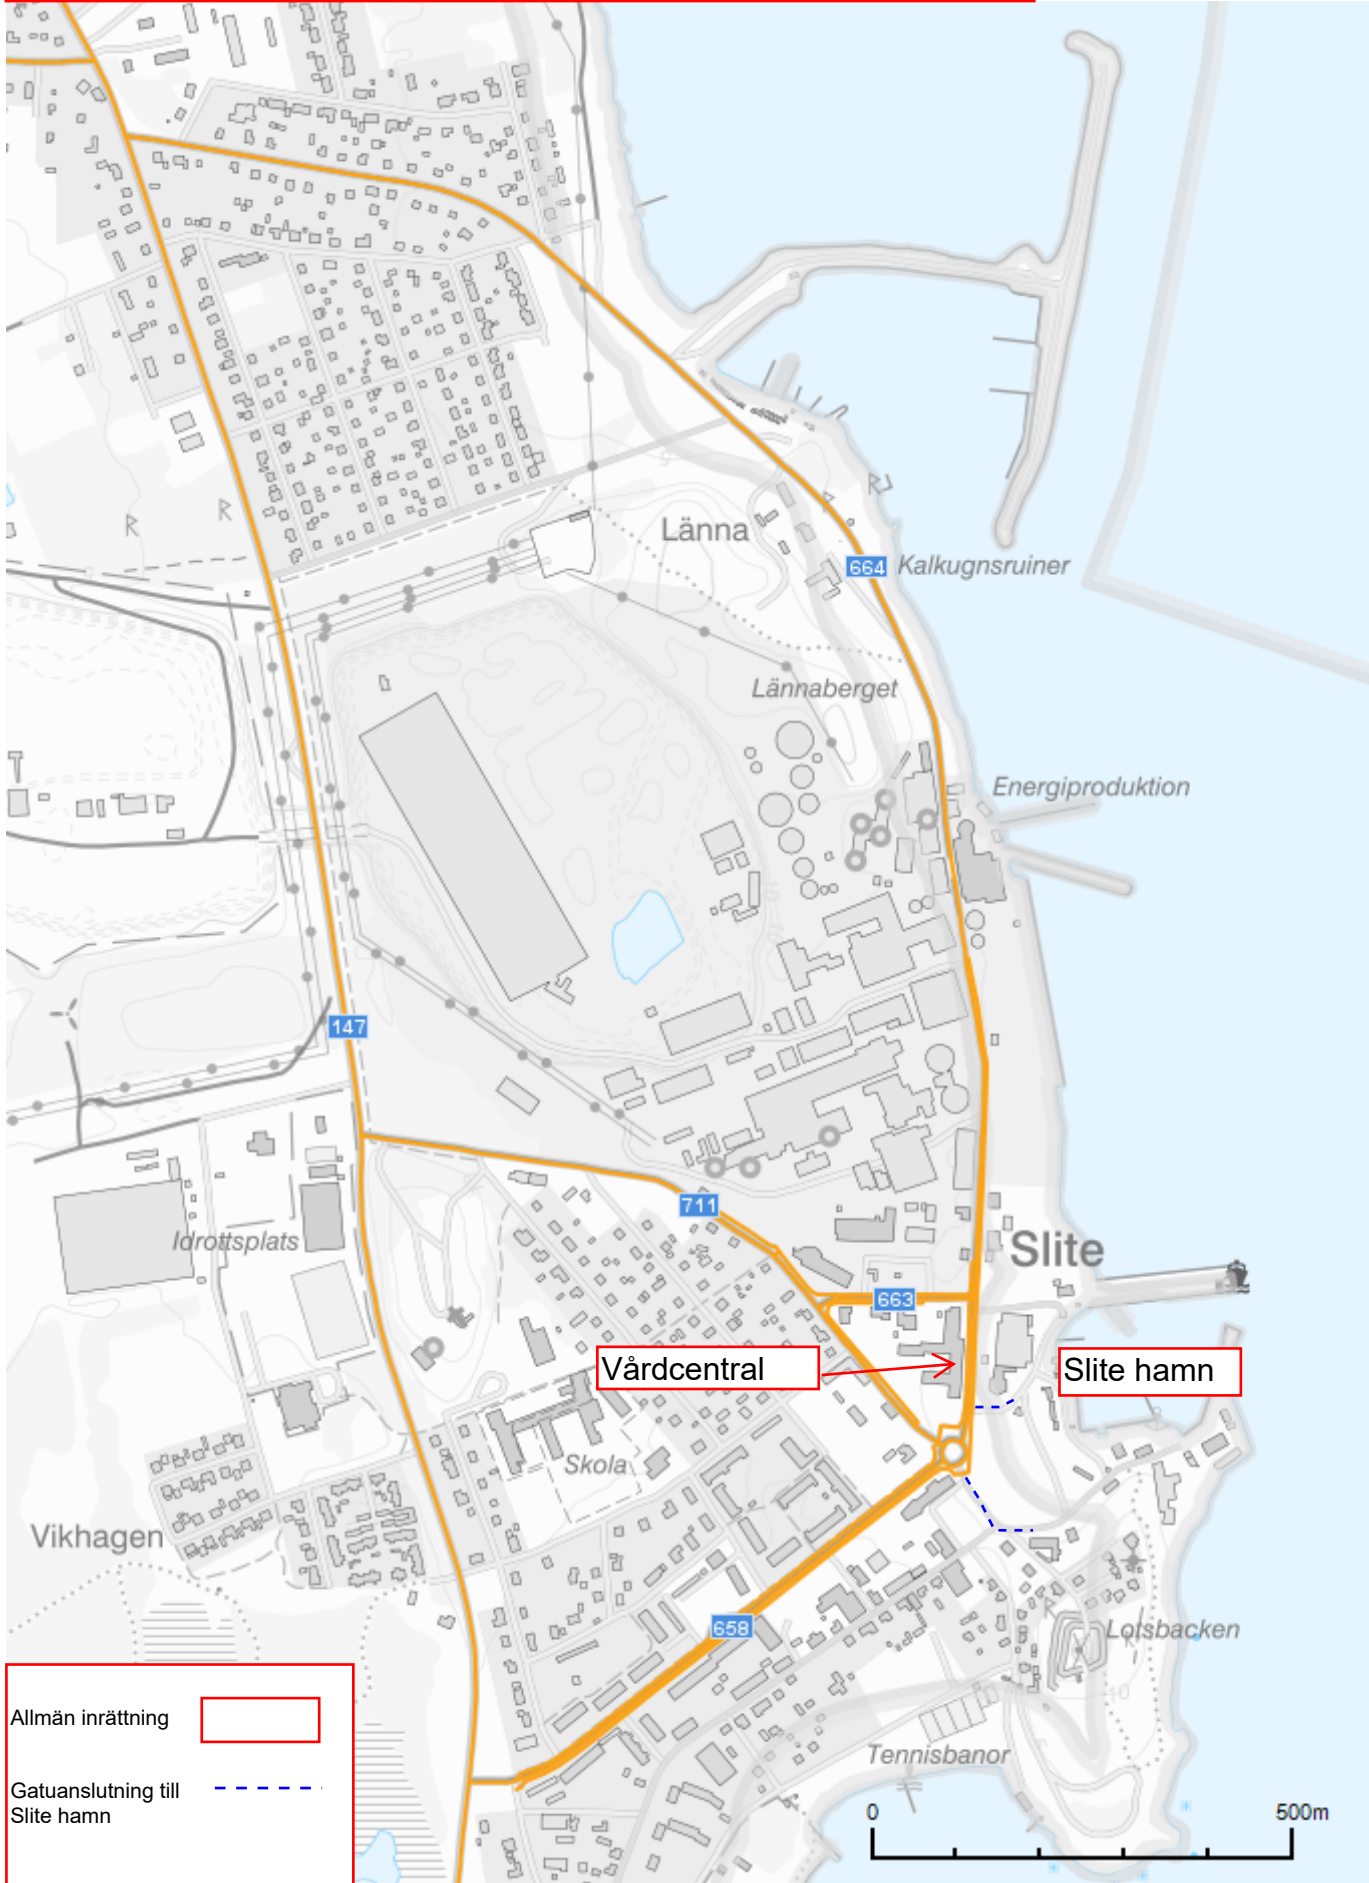 Länna
664
Kalkugnsruiner
Lännaberget
Energiproduktion
147
711
Idrottsplats
Slite
663
Vårdcentral
Slite hamn
Skola
Vikhagen
658
Lotsbacken
Allmän inrättning
Tennisbanor
Gatuanslutning till
Slite hamn
0 500m